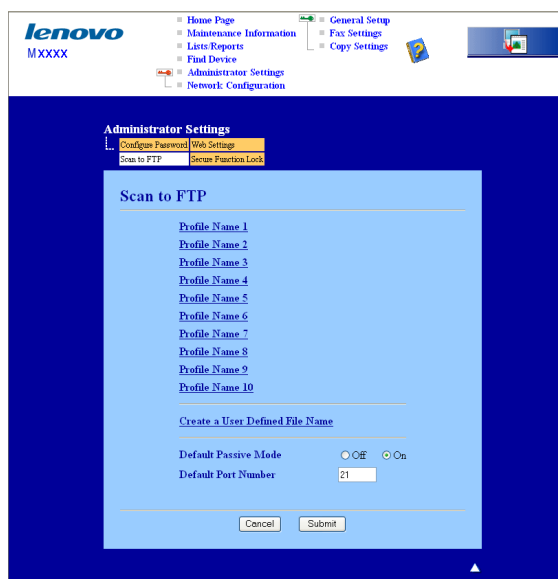 lenovo
Mxxxx
Home Page
Maintenance Information
Lists/Reports
Find Device
Administrator Settings
Network Configuration
General Setup
Fax Settings
Copy Settings
?
Administrator Settings
Configure Password Web Settings
Scan to FTP Secure Function Lock
Scan to FTP
Profile Name 1
Profile Name 2
Profile Name 3
Profile Name 4
Profile Name 5
Profile Name 6
Profile Name 7
Profile Name 8
Profile Name 9
Profile Name 10
Create a User Defined File Name
Default Passive Mode Off On
Default Port Number 21
Cancel Submit